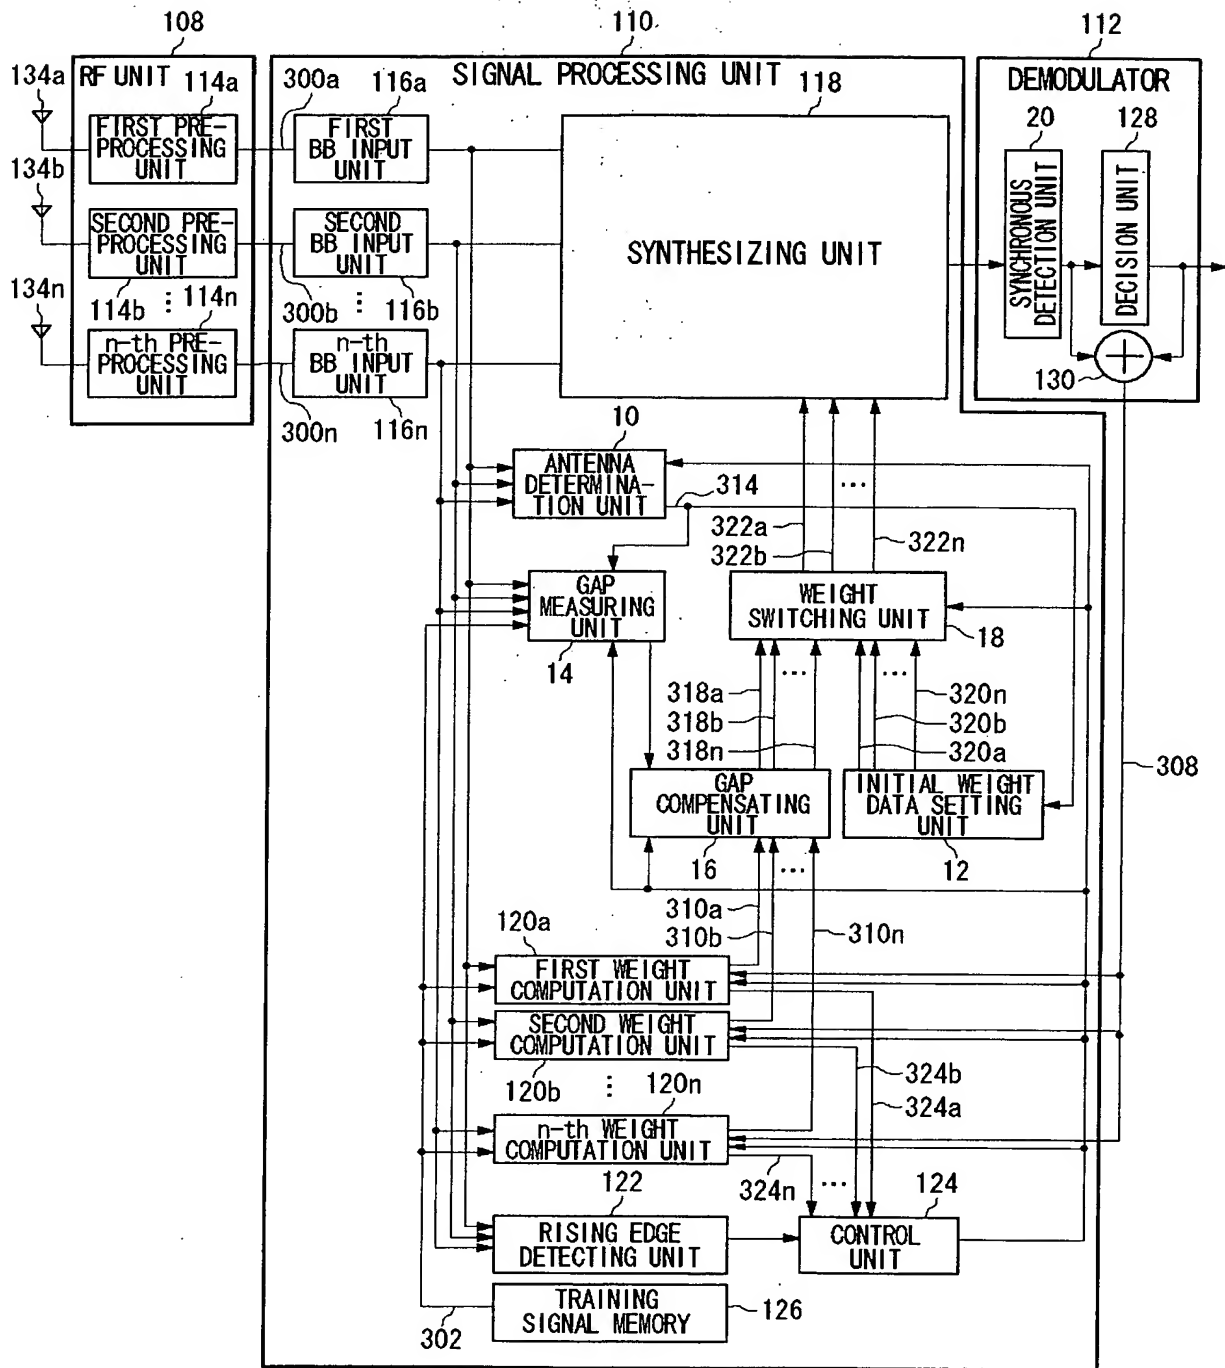 108
110
112
RF UNIT
SIGNAL PROCESSING UNIT
DEMODULATOR
134a
114a
300a
116a
118
20
128
FIRST PRE-
PROCESSING
UNIT
FIRST
BB INPUT
UNIT
134b
SECOND PRE-
PROCESSING
UNIT
SECOND
BB INPUT
UNIT
SYNTHESIZING UNIT
SYNCHRONOUS
DETECTION UNIT
DECISION UNIT
134n
114b
114n
300b
116b
n-th PRE-
PROCESSING
UNIT
n-th
BB INPUT
UNIT
130
300n
116n
10
ANTENNA
DETERMINA-
TION UNIT
314
322a
322b
322n
GAP
MEASURING
UNIT
WEIGHT
SWITCHING UNIT
14
18
318a
318b
318n
320n
320b
320a
308
GAP
COMPENSATING
UNIT
INITIAL WEIGHT
DATA SETTING
UNIT
16
12
120a
310a
310b
310n
FIRST WEIGHT
COMPUTATION UNIT
SECOND WEIGHT
COMPUTATION UNIT
120b
120n
324b
324a
n-th WEIGHT
COMPUTATION UNIT
122
324n
124
RISING EDGE
DETECTING UNIT
CONTROL
UNIT
TRAINING
SIGNAL MEMORY
126
302